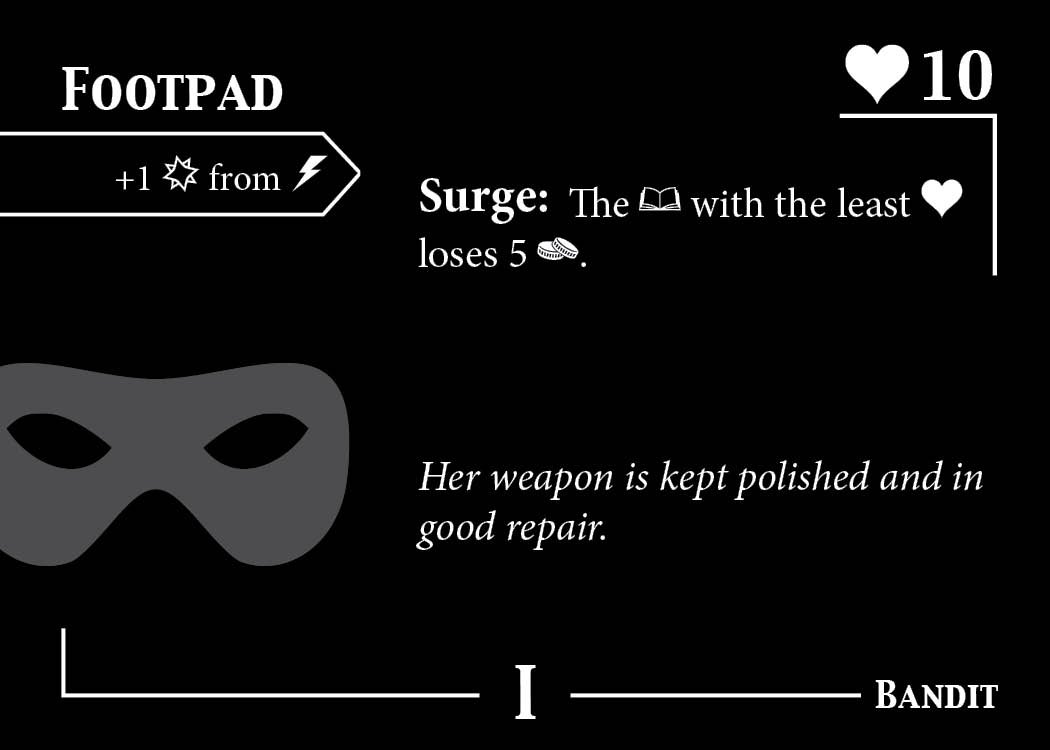 Footpad
10
+1 from
Surge: The with the least
loses 5 .
Her weapon is kept polished and in
good repair.
I
Bandit